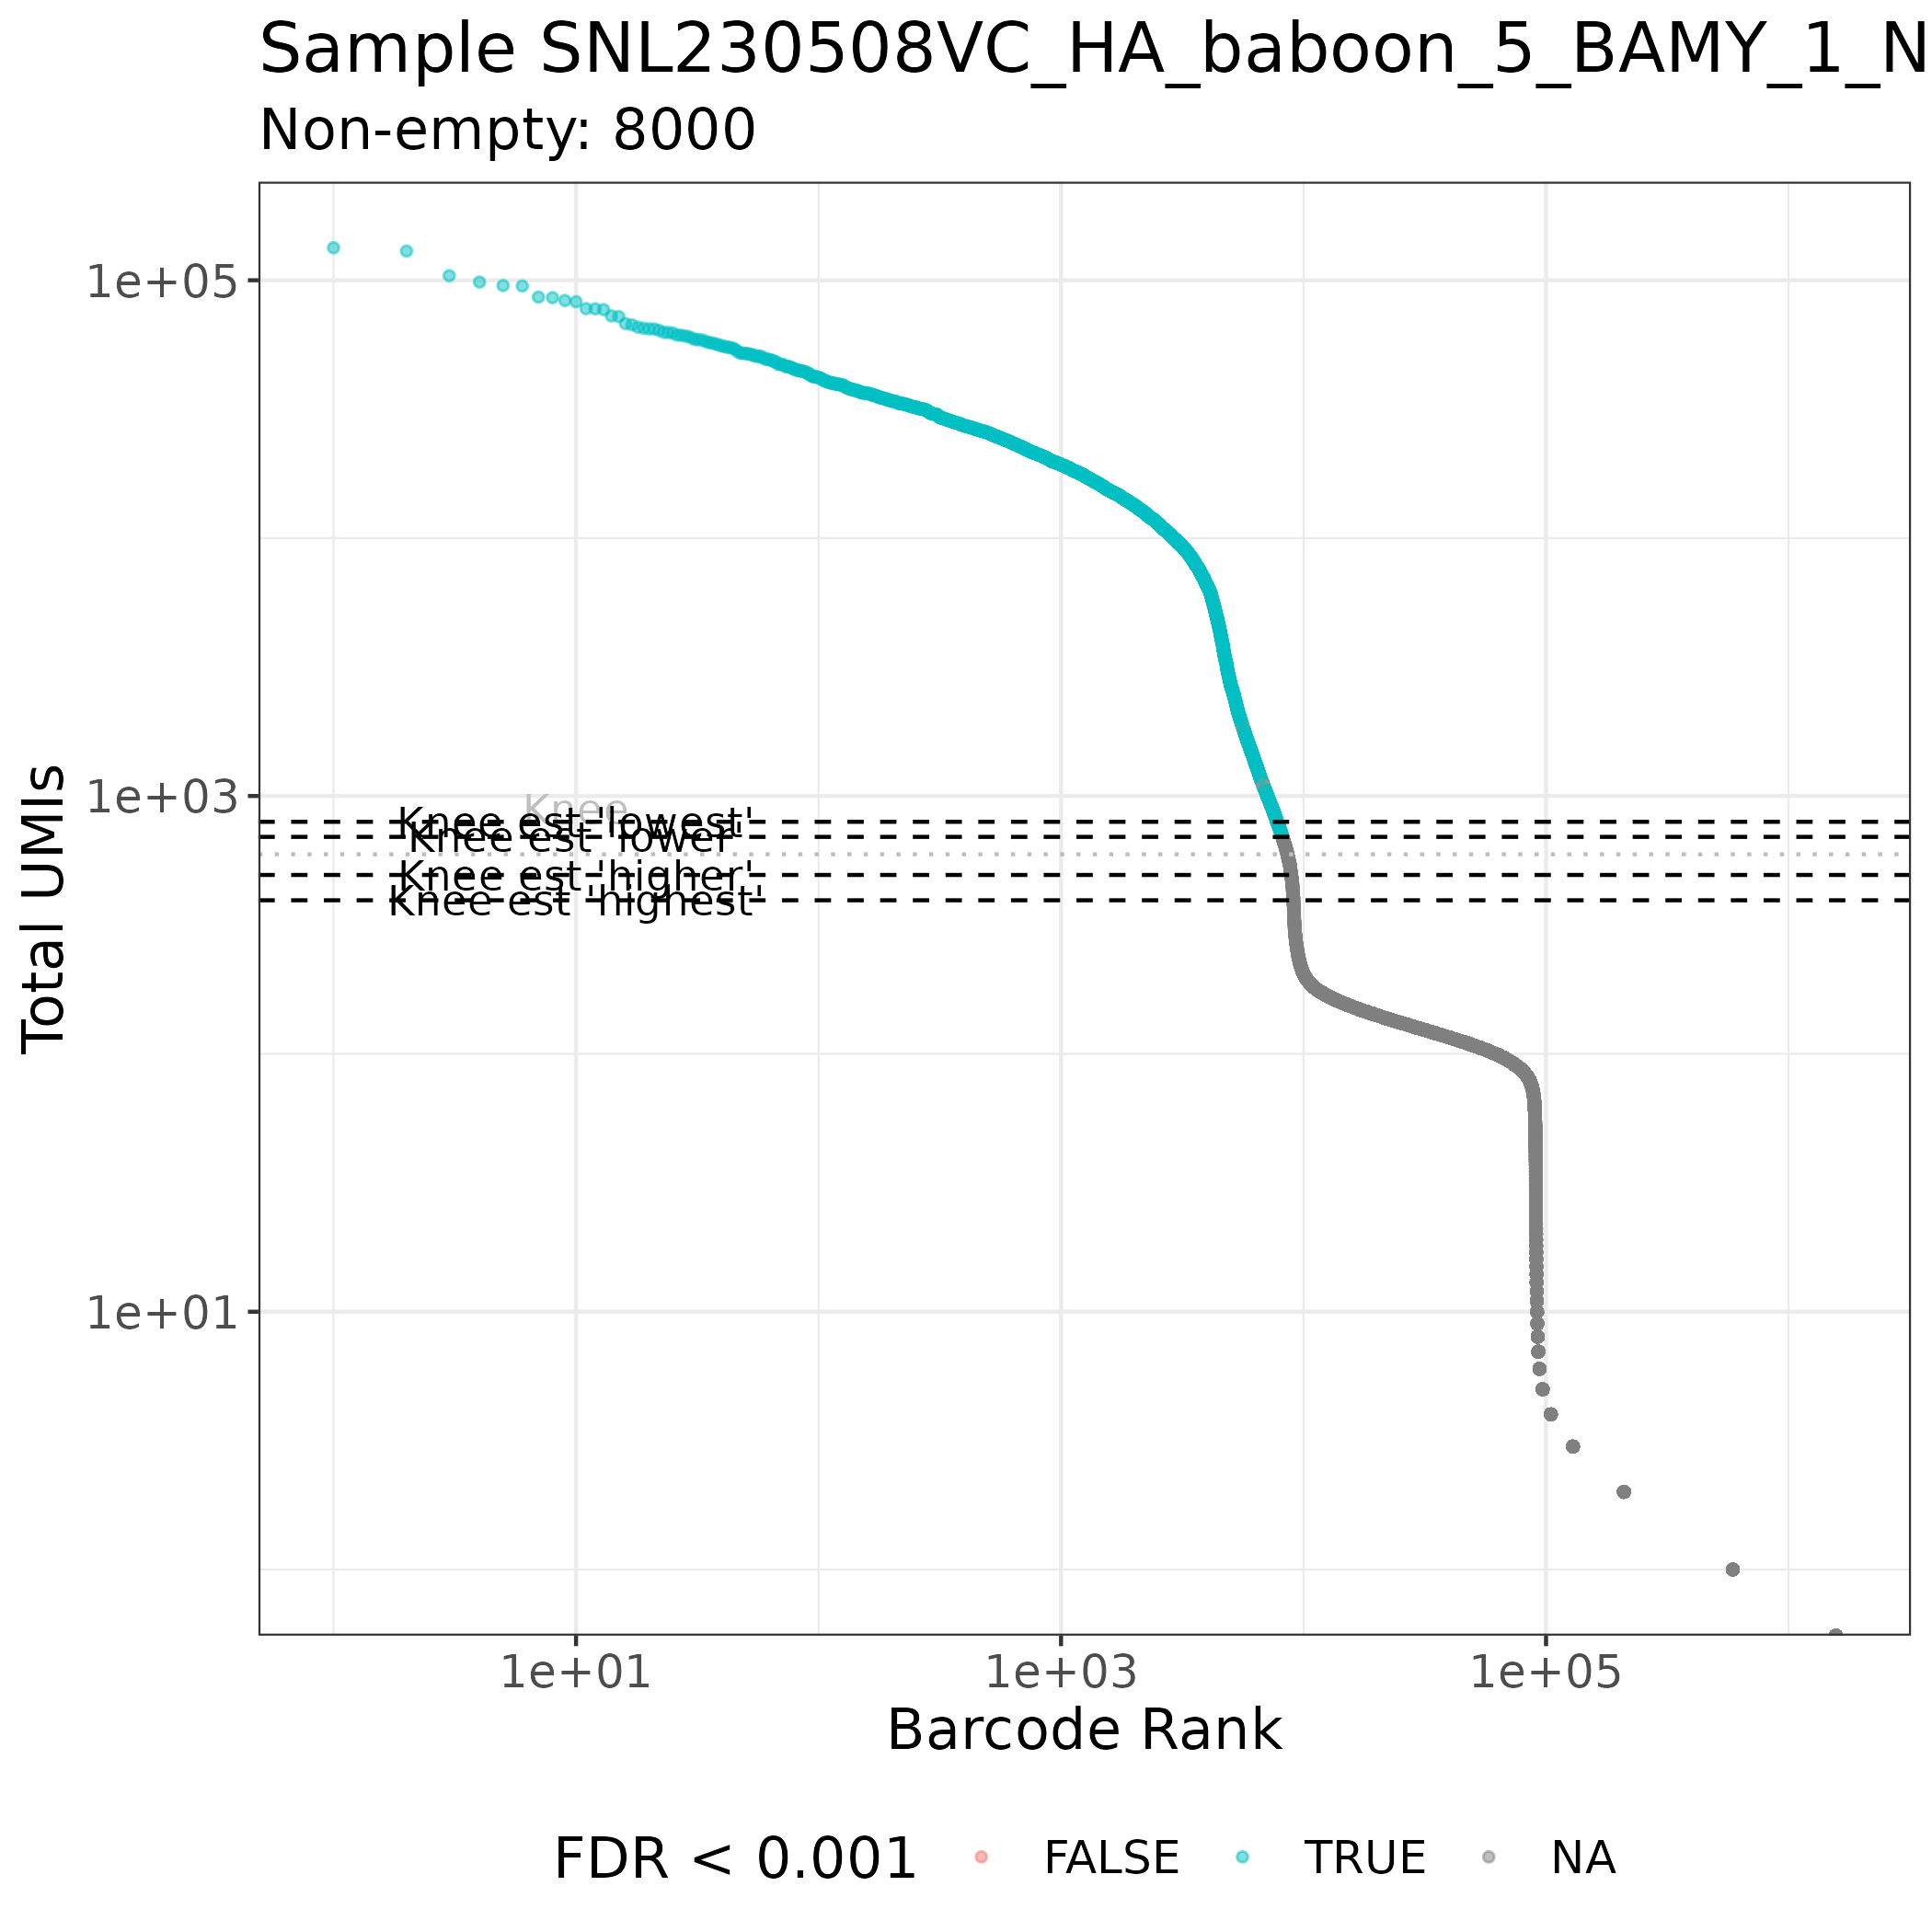 Sample SNL230508VC_HA_baboon_5_BAMY_1_N
Non-empty: 8000
Total UMIs
1e+05
1e+03
1e+01
Knee
Knee est 'lowest'
Knee est 'lower'
Knee est 'higher'
Knee est 'highest'
1e+01 1e+03 1e+05
Barcode Rank
FDR < 0.001 FALSE TRUE NA